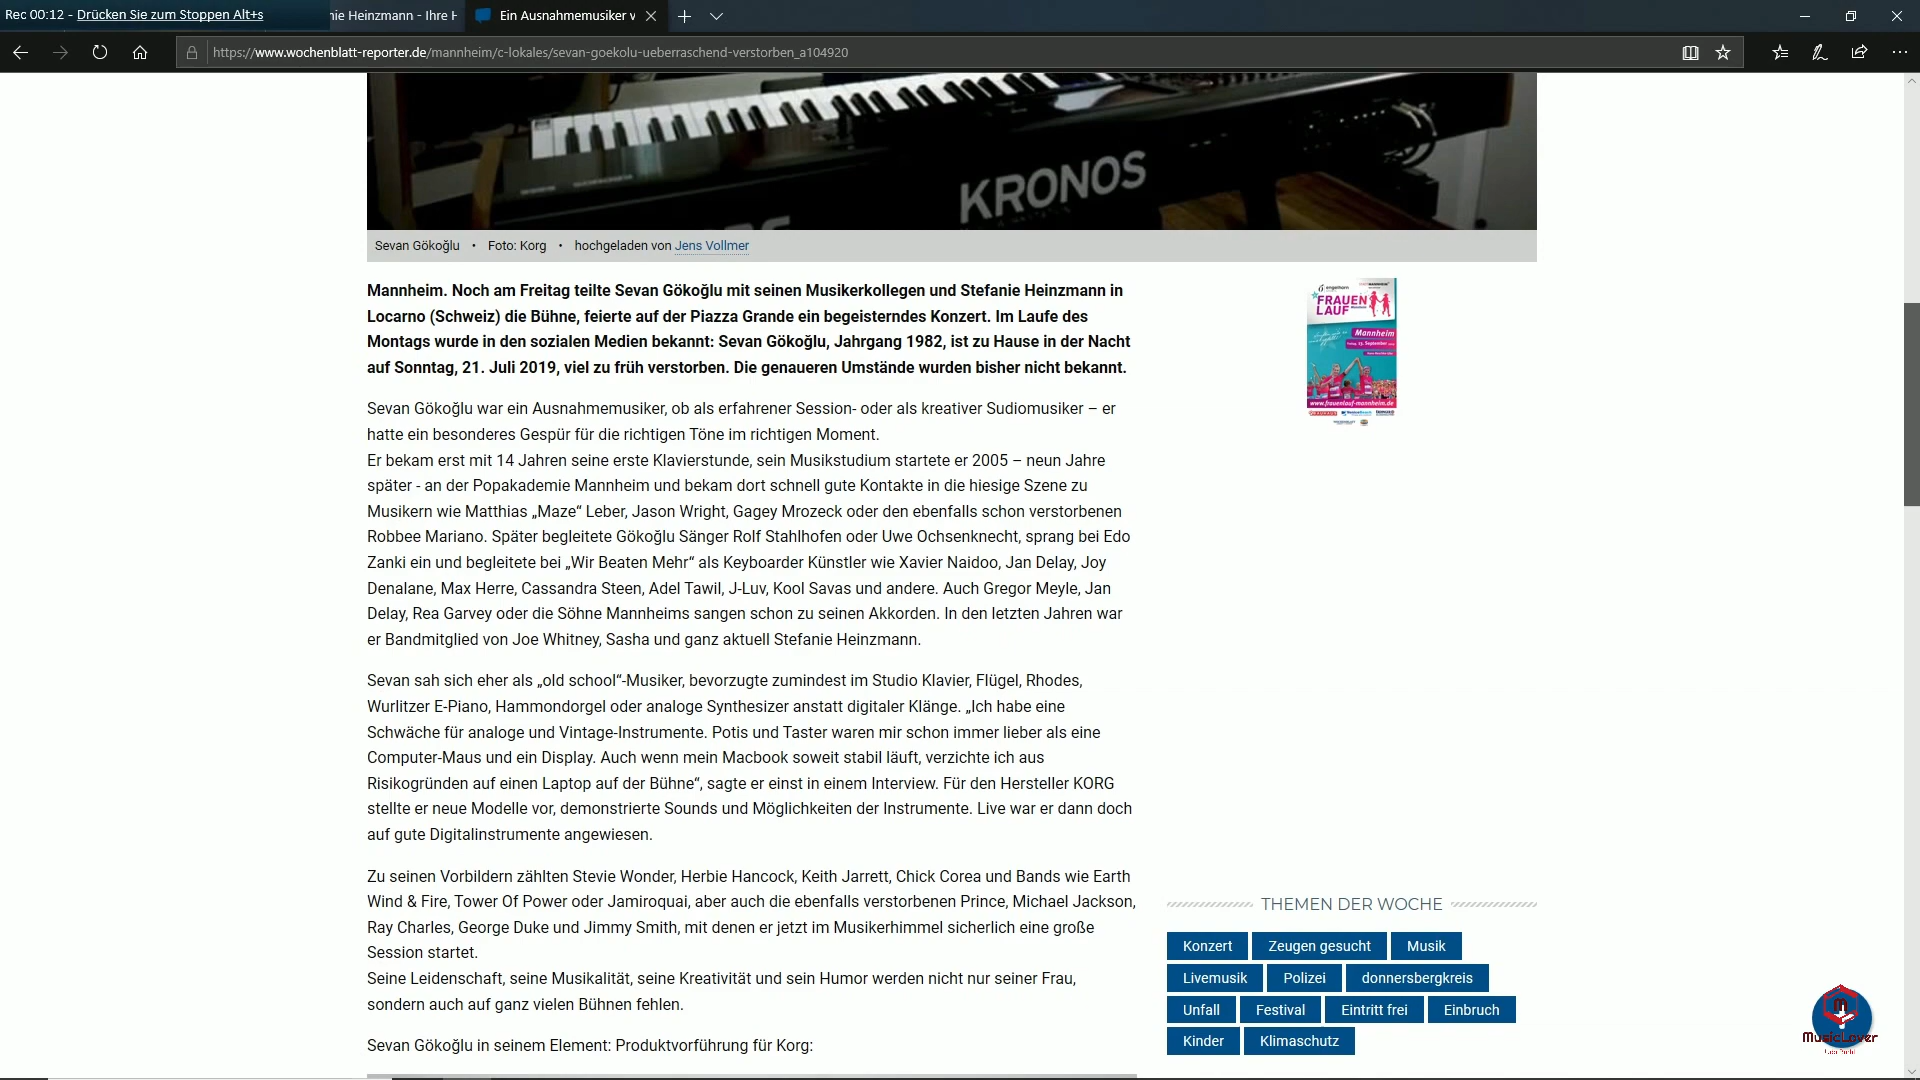 Rec 00:12 - Drücken Sie zum Stoppen Alt+s
nie Heinzmann - Ihre H
Ein Ausnahmemusiker v
https://www.wochenblatt-reporter.de/mannheim/c-lokales/sevan-goekolu-ueberraschend-verstorben_a104920
KRONOS
Sevan Gökoğlu • Foto: Korg • hochgeladen von Jens Vollmer
Mannheim. Noch am Freitag teilte Sevan Gökoğlu mit seinen Musikerkollegen und Stefanie Heinzmann in
Locarno (Schweiz) die Bühne, feierte auf der Piazza Grande ein begeisterndes Konzert. Im Laufe des
Montags wurde in den sozialen Medien bekannt: Sevan Gökoğlu, Jahrgang 1982, ist zu Hause in der Nacht
auf Sonntag, 21. Juli 2019, viel zu früh verstorben. Die genaueren Umstände wurden bisher nicht bekannt.
Sevan Gökoğlu war ein Ausnahmemusiker, ob als erfahrener Session- oder als kreativer Sudiomusiker – er
hatte ein besonderes Gespür für die richtigen Töne im richtigen Moment.
Er bekam erst mit 14 Jahren seine erste Klavierstunde, sein Musikstudium startete er 2005 – neun Jahre
später - an der Popakademie Mannheim und bekam dort schnell gute Kontakte in die hiesige Szene zu
Musikern wie Matthias „Maze“ Leber, Jason Wright, Gagey Mrozeck oder den ebenfalls schon verstorbenen
Robbee Mariano. Später begleitete Gökoğlu Sänger Rolf Stahlhofen oder Uwe Ochsenknecht, sprang bei Edo
Zanki ein und begleitete bei „Wir Beaten Mehr“ als Keyboarder Künstler wie Xavier Naidoo, Jan Delay, Joy
Denalane, Max Herre, Cassandra Steen, Adel Tawil, J-Luv, Kool Savas und andere. Auch Gregor Meyle, Jan
Delay, Rea Garvey oder die Söhne Mannheims sangen schon zu seinen Akkorden. In den letzten Jahren war
er Bandmitglied von Joe Whitney, Sasha und ganz aktuell Stefanie Heinzmann.
Sevan sah sich eher als „old school“-Musiker, bevorzugte zumindest im Studio Klavier, Flügel, Rhodes,
Wurlitzer E-Piano, Hammondorgel oder analoge Synthesizer anstatt digitaler Klänge. „Ich habe eine
Schwäche für analoge und Vintage-Instrumente. Potis und Taster waren mir schon immer lieber als eine
Computer-Maus und ein Display. Auch wenn mein Macbook soweit stabil läuft, verzichte ich aus
Risikogründen auf einen Laptop auf der Bühne“, sagte er einst in einem Interview. Für den Hersteller KORG
stellte er neue Modelle vor, demonstrierte Sounds und Möglichkeiten der Instrumente. Live war er dann doch
auf gute Digitalinstrumente angewiesen.
Zu seinen Vorbildern zählten Stevie Wonder, Herbie Hancock, Keith Jarrett, Chick Corea und Bands wie Earth
Wind & Fire, Tower Of Power oder Jamiroquai, aber auch die ebenfalls verstorbenen Prince, Michael Jackson,
Ray Charles, George Duke und Jimmy Smith, mit denen er jetzt im Musikerhimmel sicherlich eine große
Session startet.
Seine Leidenschaft, seine Musikalität, seine Kreativität und sein Humor werden nicht nur seiner Frau,
sondern auch auf ganz vielen Bühnen fehlen.
Sevan Gökoğlu in seinem Element: Produktvorführung für Korg:
engelhorn
FRAUEN
LAUF
Mannheim
www.frauenlauf-mannheim.de
THEMEN DER WOCHE
Konzert Zeugen gesucht Musik
Livemusik Polizei donnersbergkreis
Unfall Festival Eintritt frei Einbruch
Kinder Klimaschutz
MusicLover